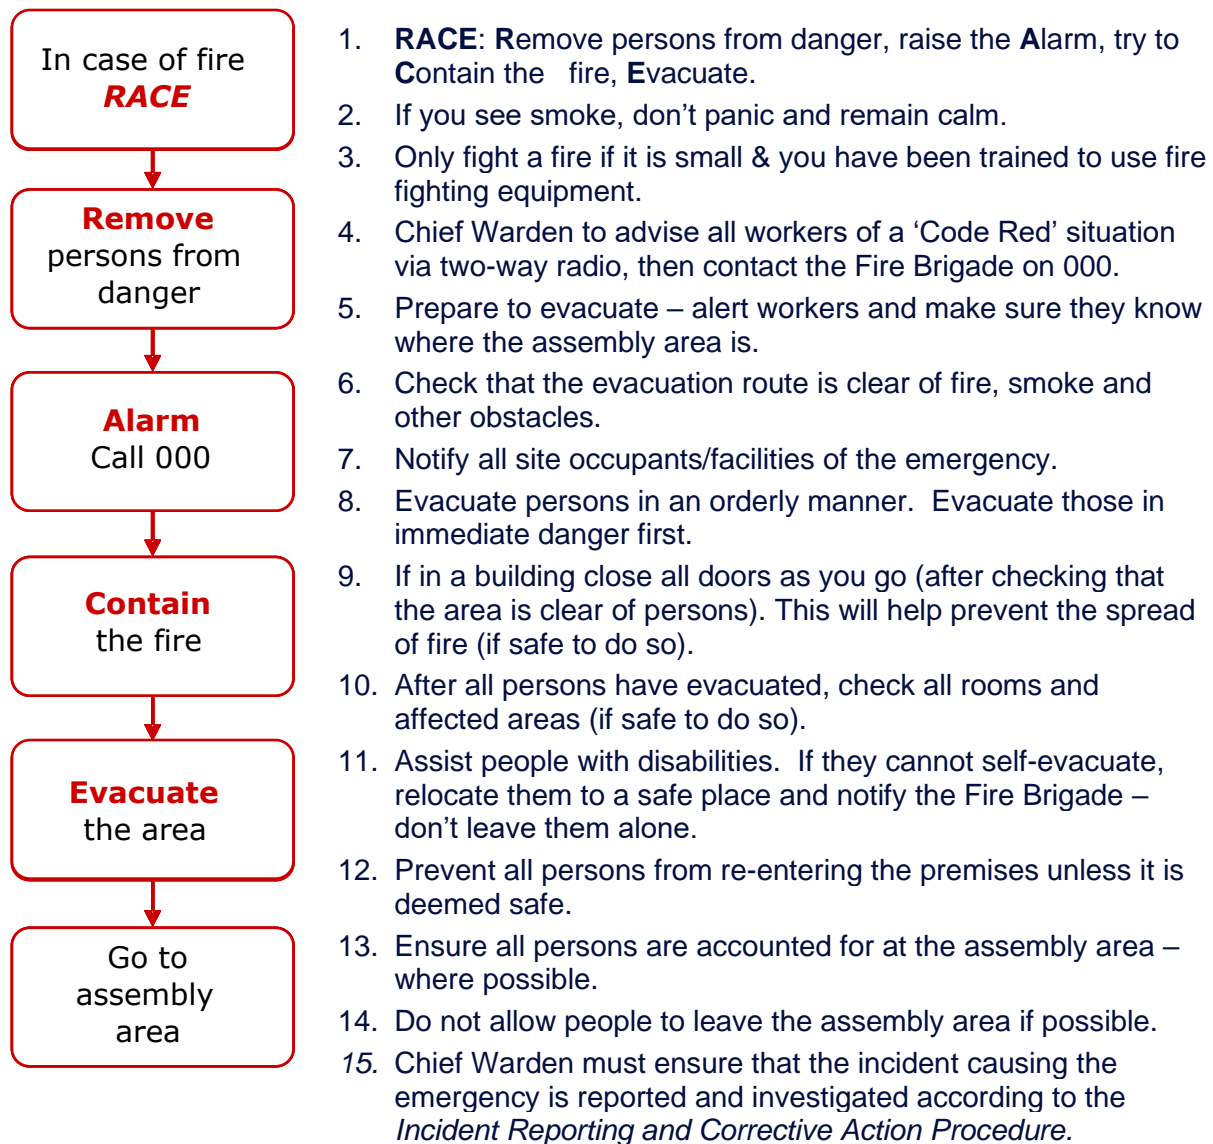 In case of fire
RACE
Remove
persons from
danger
Alarm
Call 000
Contain
the fire
Evacuate
the area
Go to
assembly
area
1. RACE: Remove persons from danger, raise the Alarm, try to
Contain the fire, Evacuate.
2. If you see smoke, don’t panic and remain calm.
3. Only fight a fire if it is small & you have been trained to use fire
fighting equipment.
4. Chief Warden to advise all workers of a ‘Code Red’ situation
via two-way radio, then contact the Fire Brigade on 000.
5. Prepare to evacuate – alert workers and make sure they know
where the assembly area is.
6. Check that the evacuation route is clear of fire, smoke and
other obstacles.
7. Notify all site occupants/facilities of the emergency.
8. Evacuate persons in an orderly manner. Evacuate those in
immediate danger first.
9. If in a building close all doors as you go (after checking that
the area is clear of persons). This will help prevent the spread
of fire (if safe to do so).
10. After all persons have evacuated, check all rooms and
affected areas (if safe to do so).
11. Assist people with disabilities. If they cannot self-evacuate,
relocate them to a safe place and notify the Fire Brigade –
don’t leave them alone.
12. Prevent all persons from re-entering the premises unless it is
deemed safe.
13. Ensure all persons are accounted for at the assembly area –
where possible.
14. Do not allow people to leave the assembly area if possible.
15. Chief Warden must ensure that the incident causing the
emergency is reported and investigated according to the
Incident Reporting and Corrective Action Procedure.